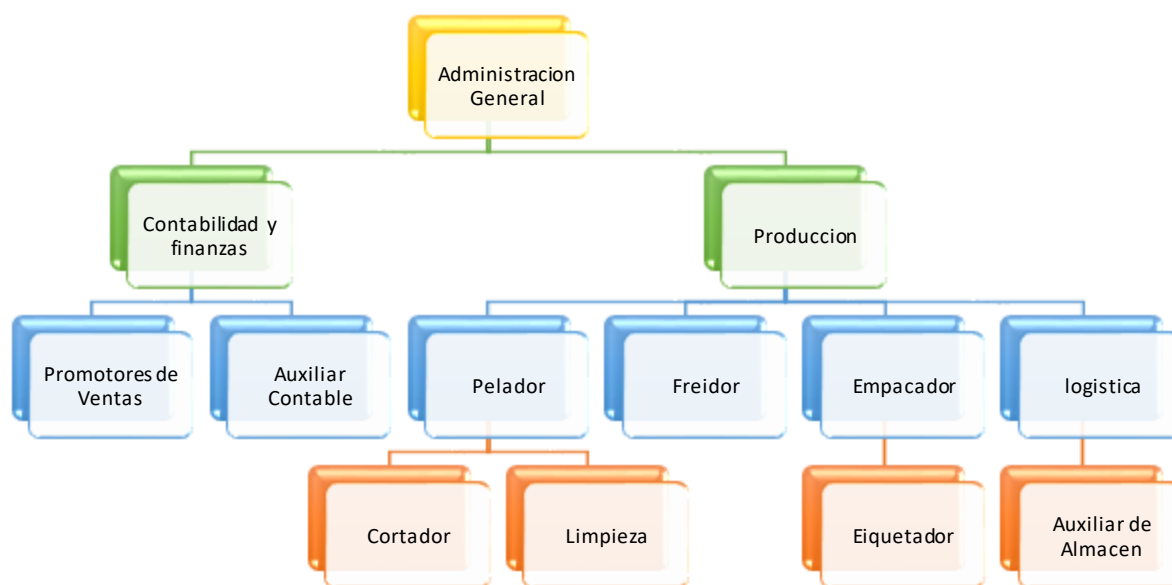 Administracion
General
Contabilidad y
finanzas
Produccion
Promotores de
Ventas
Auxiliar
Contable
Pelador
Freidor
Empacador
logistica
Cortador
Limpieza
Eiquetador
Auxiliar de
Almacen